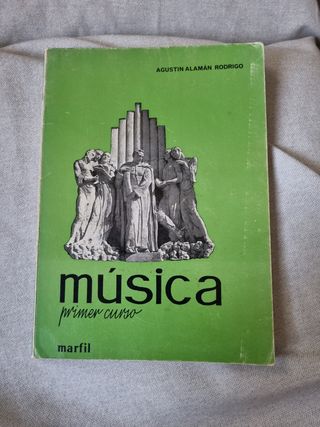 AGUSTIN ALAMÁN RODRIGO
música
primer curso
marfil